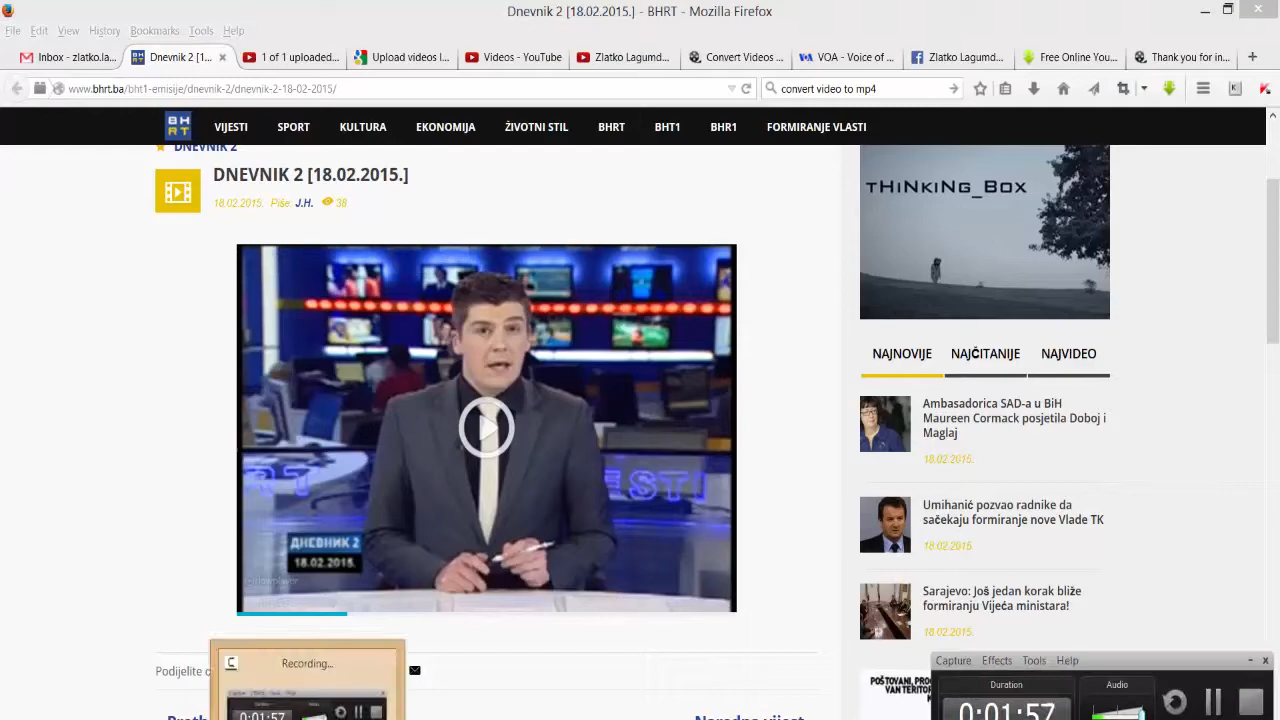 Dnevnik 2 [18.02.2015.] - BHRT - Mozilla Firefox
File Edit View History Bookmarks Tools Help
Inbox - zlatko.la... Dnevnik 2 [1... 1 of 1 uploaded... Upload videos l... Videos - YouTube Zlatko Lagumd... Convert Videos ... VOA - Voice of ... Zlatko Lagumd... Free Online You... Thank you for in...
www.bhrt.ba/bht1-emisije/dnevnik-2/dnevnik-2-18-02-2015/ convert video to mp4
BH RT VIJESTI SPORT KULTURA EKONOMIJA ŽIVOTNI STIL BHRT BHT1 BHR1 FORMIRANJE VLASTI
DNEVNIK 2
DNEVNIK 2 [18.02.2015.]
18.02.2015. Piše: J.H. 38
ДНЕВНИК 2
18.02.2015.
Podijelite
tHiNKiNg_BOX
NAJNOVIJE NAJČITANIJE NAJVIDEO
Ambasadorica SAD-a u BiH
Maureen Cormack posjetila Doboj i
Maglaj
18.02.2015.
Umihanić pozvao radnike da
sačekaju formiranje nove Vlade TK
18.02.2015.
Sarajevo: Još jedan korak bliže
formiranju Vijeća ministara!
18.02.2015.
POŠTOVANI,
VAN
Recording...
0:01:57
Capture Effects Tools Help
Duration Audio
0:01:57